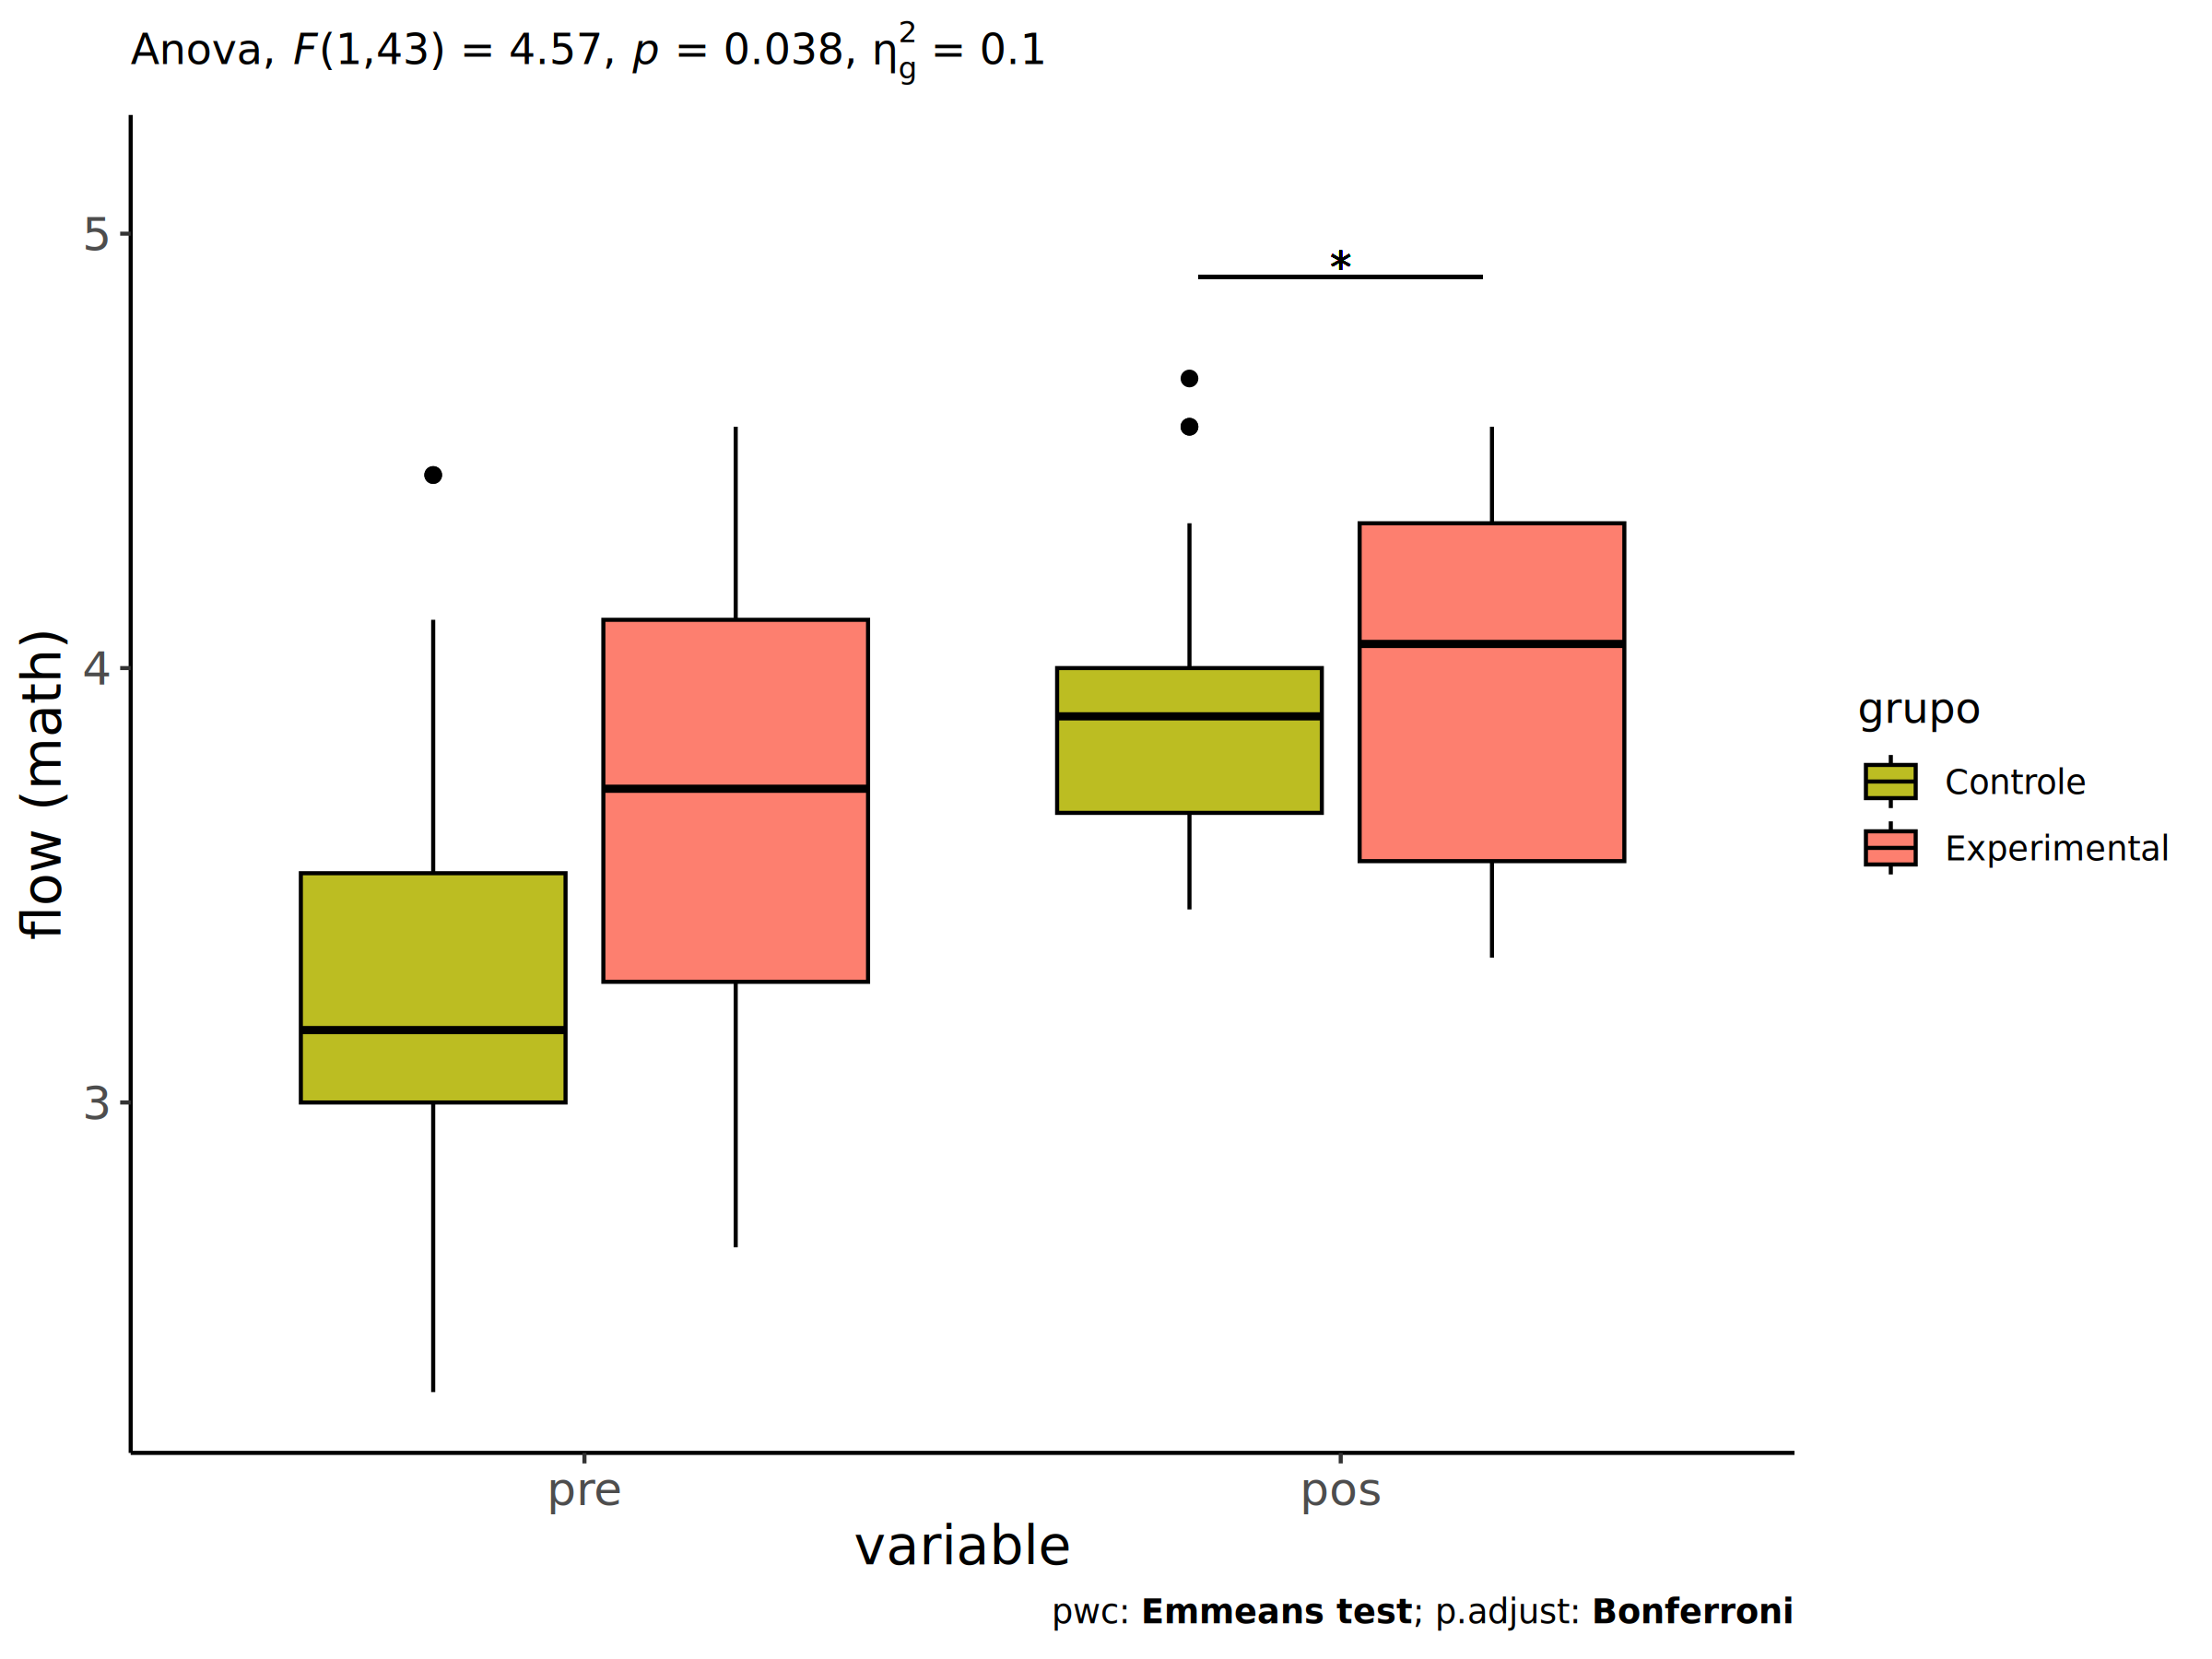 Anova, F(1,43) = 4.57, p = 0.038, η²g = 0.1
5
4
3
flow (math)
*
pre
pos
variable
grupo
Controle
Experimental
pwc: Emmeans test; p.adjust: Bonferroni